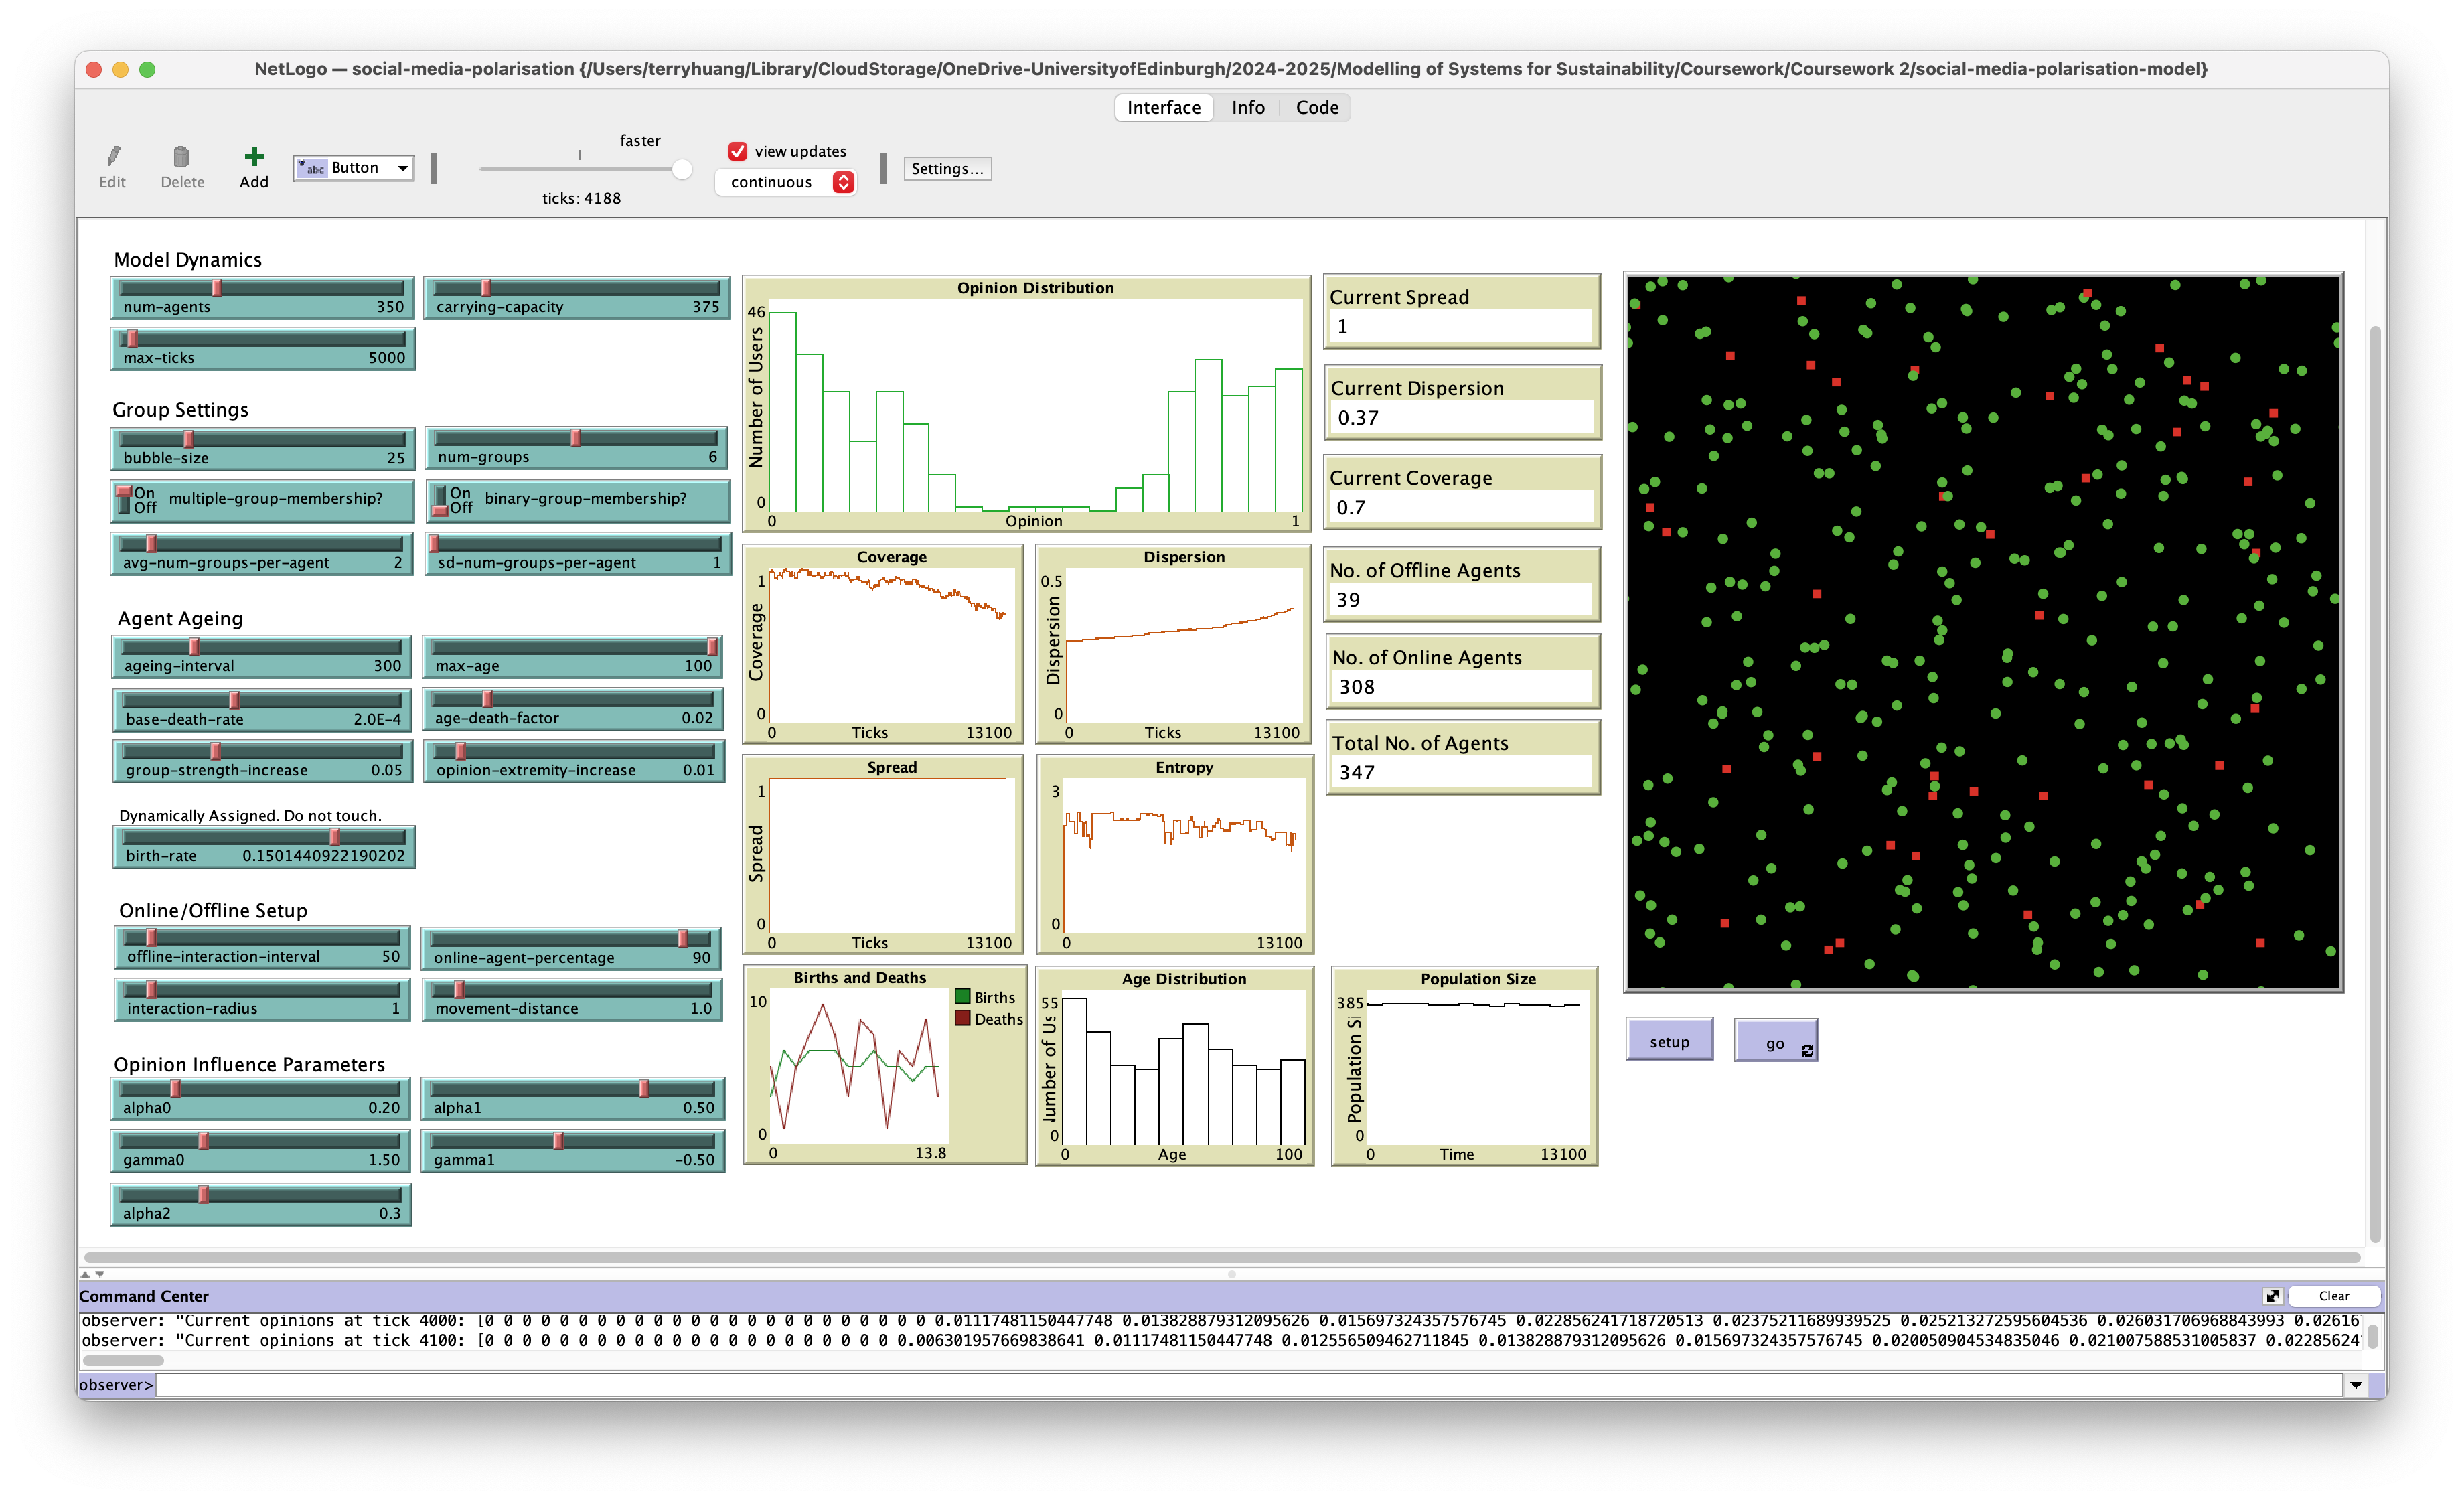 NetLogo — social-media-polarisation {/Users/terryhuang/Library/CloudStorage/OneDrive-UniversityofEdinburgh/2024-2025/Modelling of Systems for Sustainability/Coursework/Coursework 2/social-media-polarisation-model}
Interface Info Code
Edit Delete Add abc Button
faster
ticks: 4188
view updates
continuous
Settings...
Model Dynamics
num-agents 350
carrying-capacity 375
max-ticks 5000
Group Settings
bubble-size 25
num-groups 6
On Off multiple-group-membership?
On Off binary-group-membership?
avg-num-groups-per-agent 2
sd-num-groups-per-agent 1
Agent Ageing
ageing-interval 300
max-age 100
base-death-rate 2.0E-4
age-death-factor 0.02
group-strength-increase 0.05
opinion-extremity-increase 0.01
Dynamically Assigned. Do not touch.
birth-rate 0.1501440922190202
Online/Offline Setup
offline-interaction-interval 50
online-agent-percentage 90
interaction-radius 1
movement-distance 1.0
Opinion Influence Parameters
alpha0 0.20
alpha1 0.50
gamma0 1.50
gamma1 -0.50
alpha2 0.3
Opinion Distribution
46
Number of Users
0
0 Opinion 1
Coverage
1
Coverage
0
0 Ticks 13100
Dispersion
0.5
Dispersion
0
0 Ticks 13100
Spread
1
Spread
0
0 Ticks 13100
Entropy
3
0
0 13100
Births and Deaths
10
0
0 13.8
Births
Deaths
Age Distribution
55
Number of Us
0
0 Age 100
Population Size
385
Population Si
0
0 Time 13100
Current Spread
1
Current Dispersion
0.37
Current Coverage
0.7
No. of Offline Agents
39
No. of Online Agents
308
Total No. of Agents
347
setup
go
Command Center
Clear
observer: "Current opinions at tick 4000: [0 0 0 0 0 0 0 0 0 0 0 0 0 0 0 0 0 0 0 0 0 0 0 0 0.01117481150447748 0.013828879312095626 0.015697324357576745 0.022856241718720513 0.023752211689939525 0.025213272595604536 0.026031706968843993 0.02616
observer: "Current opinions at tick 4100: [0 0 0 0 0 0 0 0 0 0 0 0 0 0 0 0 0 0 0 0 0 0 0.006301957669838641 0.01117481150447748 0.012556509462711845 0.013828879312095626 0.015697324357576745 0.020050904534835046 0.021007588531005837 0.02285624
observer>